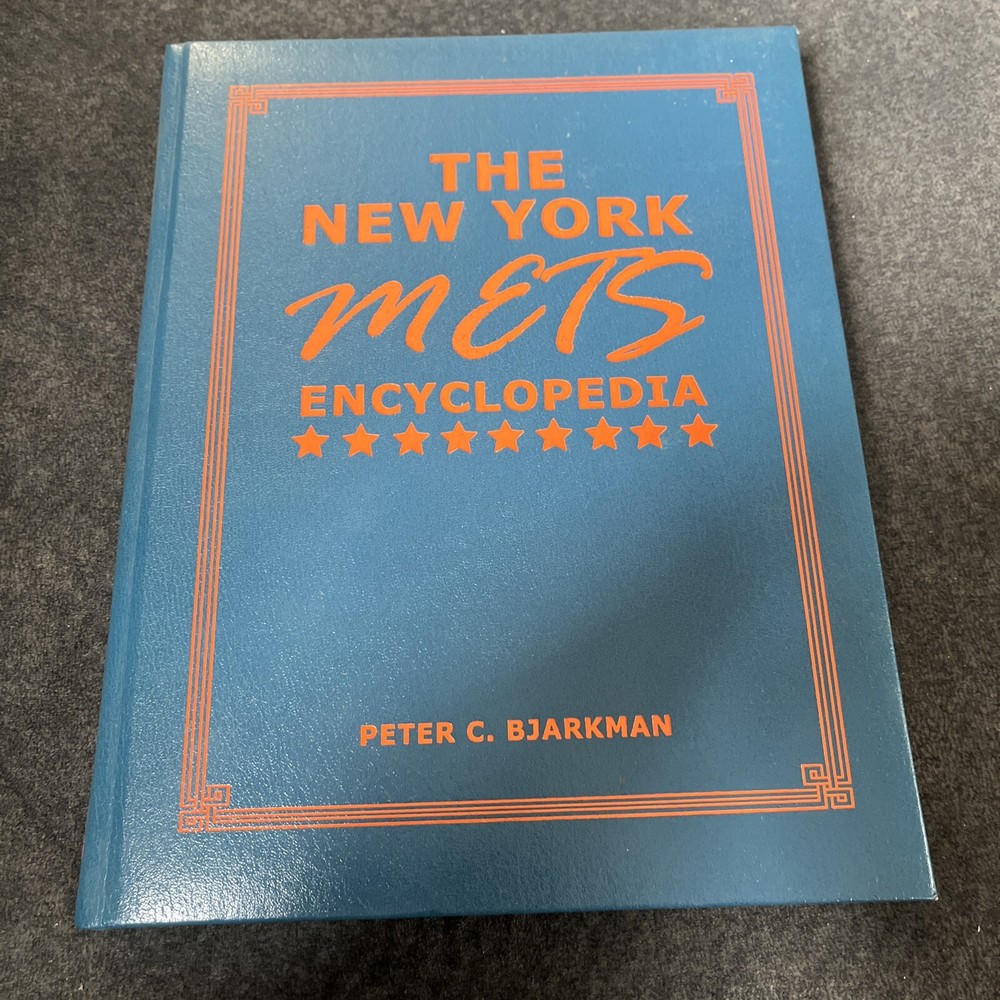 THE
NEW YORK
METS
ENCYCLOPEDIA
PETER C. BJARKMAN